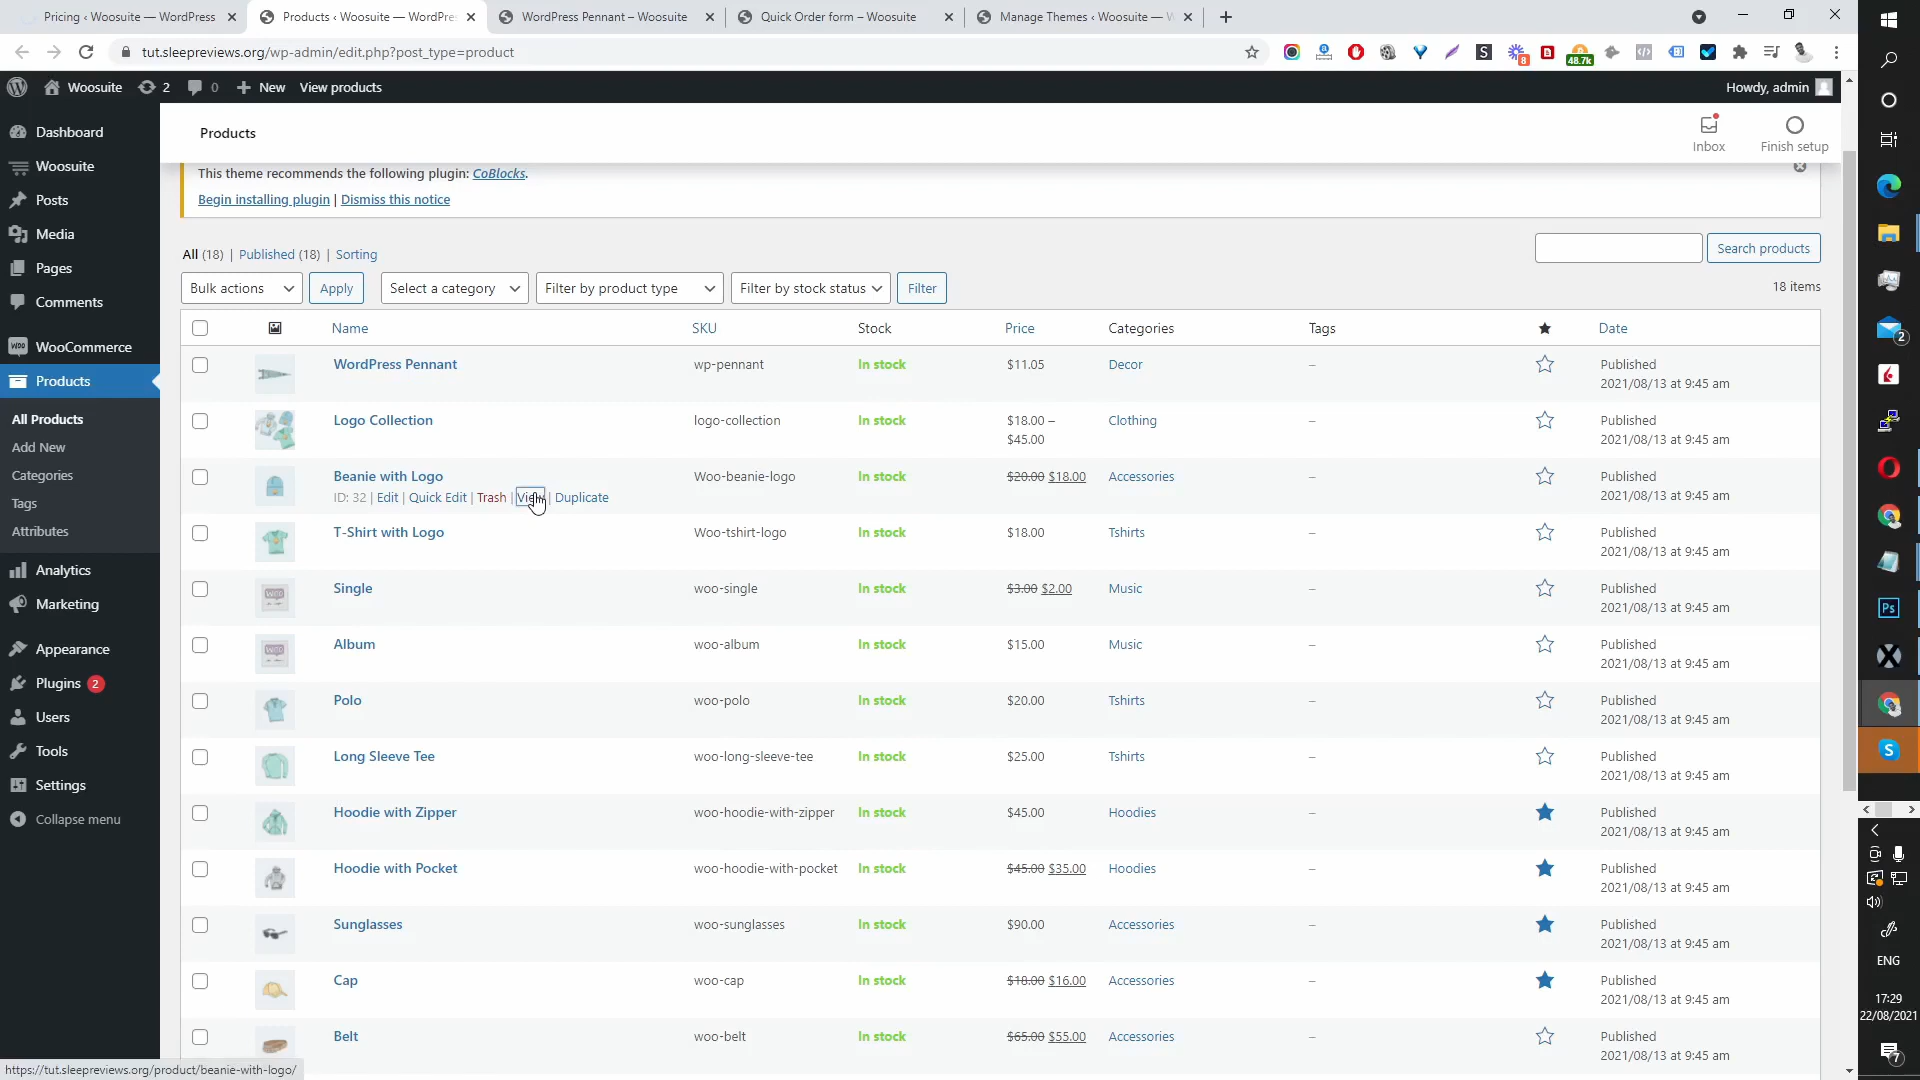 Pricing ‹ Woosuite — WordPress
Products ‹ Woosuite — WordPre
WordPress Pennant – Woosuite
Quick Order form – Woosuite
Manage Themes ‹ Woosuite — W
tut.sleepreviews.org/wp-admin/edit.php?post_type=product
8
48.7k
Woosuite
2
0
New
View products
Howdy, admin
Products
Inbox
Finish setup
Dashboard
Woosuite
Posts
Media
Pages
Comments
WooCommerce
Products
All Products
Add New
Categories
Tags
Attributes
Analytics
Marketing
Appearance
Plugins 2
Users
Tools
Settings
Collapse menu
This theme recommends the following plugin: CoBlocks.
Begin installing plugin | Dismiss this notice
All (18) | Published (18) | Sorting
Search products
Bulk actions
Apply
Select a category
Filter by product type
Filter by stock status
Filter
18 items
Name SKU Stock Price Categories Tags Date
WordPress Pennant wp-pennant In stock $11.05 Decor – Published
2021/08/13 at 9:45 am
Logo Collection logo-collection In stock $18.00 – Clothing – Published
$45.00 2021/08/13 at 9:45 am
Beanie with Logo Woo-beanie-logo In stock $20.00 $18.00 Accessories – Published
ID: 32 | Edit | Quick Edit | Trash | View | Duplicate 2021/08/13 at 9:45 am
T-Shirt with Logo Woo-tshirt-logo In stock $18.00 Tshirts – Published
2021/08/13 at 9:45 am
Single woo-single In stock $3.00 $2.00 Music – Published
2021/08/13 at 9:45 am
Album woo-album In stock $15.00 Music – Published
2021/08/13 at 9:45 am
Polo woo-polo In stock $20.00 Tshirts – Published
2021/08/13 at 9:45 am
Long Sleeve Tee woo-long-sleeve-tee In stock $25.00 Tshirts – Published
2021/08/13 at 9:45 am
Hoodie with Zipper woo-hoodie-with-zipper In stock $45.00 Hoodies – Published
2021/08/13 at 9:45 am
Hoodie with Pocket woo-hoodie-with-pocket In stock $45.00 $35.00 Hoodies – Published
2021/08/13 at 9:45 am
Sunglasses woo-sunglasses In stock $90.00 Accessories – Published
2021/08/13 at 9:45 am
Cap woo-cap In stock $18.00 $16.00 Accessories – Published
2021/08/13 at 9:45 am
Belt woo-belt In stock $65.00 $55.00 Accessories – Published
2021/08/13 at 9:45 am
https://tut.sleepreviews.org/product/beanie-with-logo/
2
Ps
S
ENG
17:29
22/08/2021
7